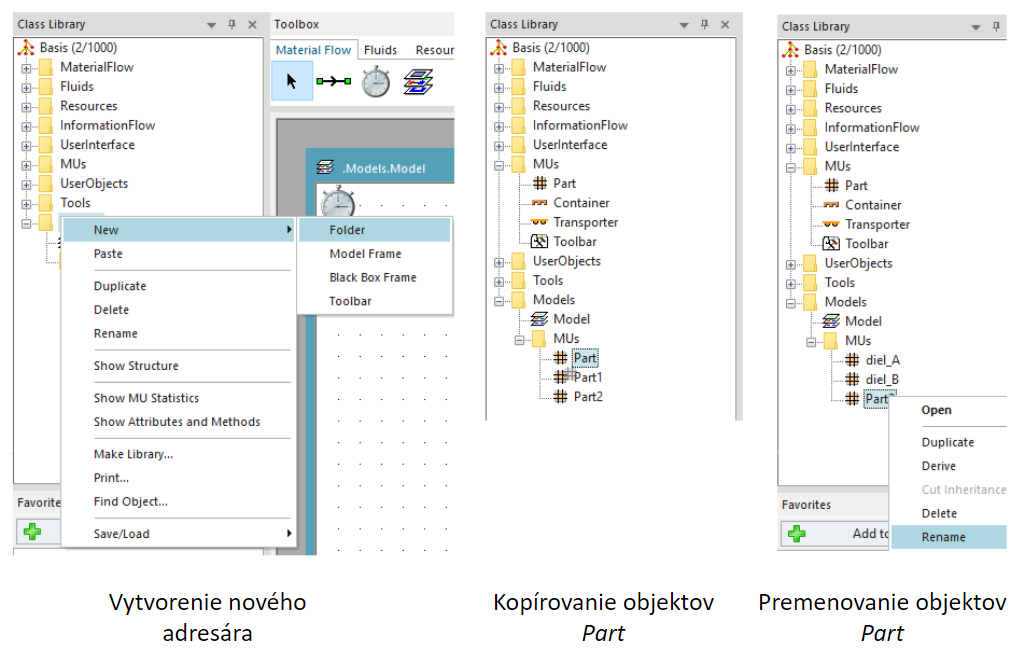 Class Library
Basis (2/1000)
MaterialFlow
Fluids
Resources
InformationFlow
UserInterface
MUs
UserObjects
Tools
New
Paste
Duplicate
Delete
Rename
Show Structure
Show MU Statistics
Show Attributes and Methods
Make Library...
Print...
Find Object...
Save/Load
Favorite
Toolbox
Material Flow Fluids Resour
.Models.Model
Folder
Model Frame
Black Box Frame
Toolbar
Vytvorenie nového
adresára
Class Library
Basis (2/1000)
MaterialFlow
Fluids
Resources
InformationFlow
UserInterface
MUs
Part
Container
Transporter
Toolbar
UserObjects
Tools
Models
Model
MUs
Part
Part1
Part2
Kopírovanie objektov
Part
Class Library
Basis (2/1000)
MaterialFlow
Fluids
Resources
InformationFlow
UserInterface
MUs
Part
Container
Transporter
Toolbar
UserObjects
Tools
Models
Model
MUs
diel_A
diel_B
Open
Duplicate
Derive
Cut Inheritance
Delete
Rename
Favorites
Add to
Premenovanie objektov
Part